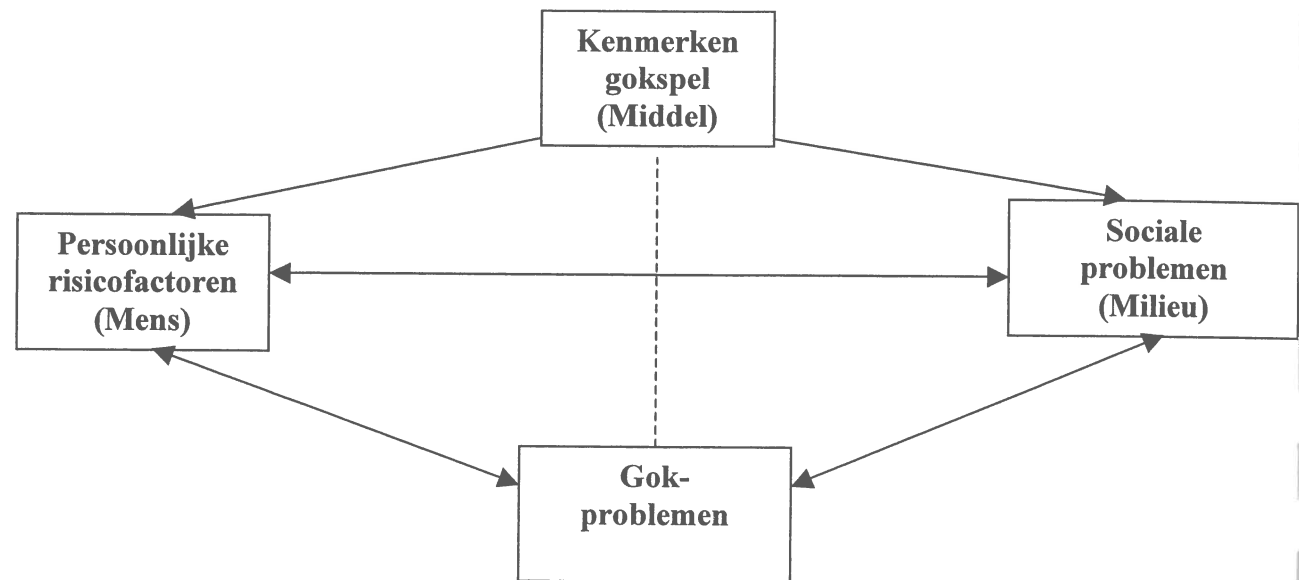 Kenmerken
gokspel
(Middel)
Persoonlijke
risicofactoren
(Mens)
Sociale
problemen
(Milieu)
Gok-
problemen